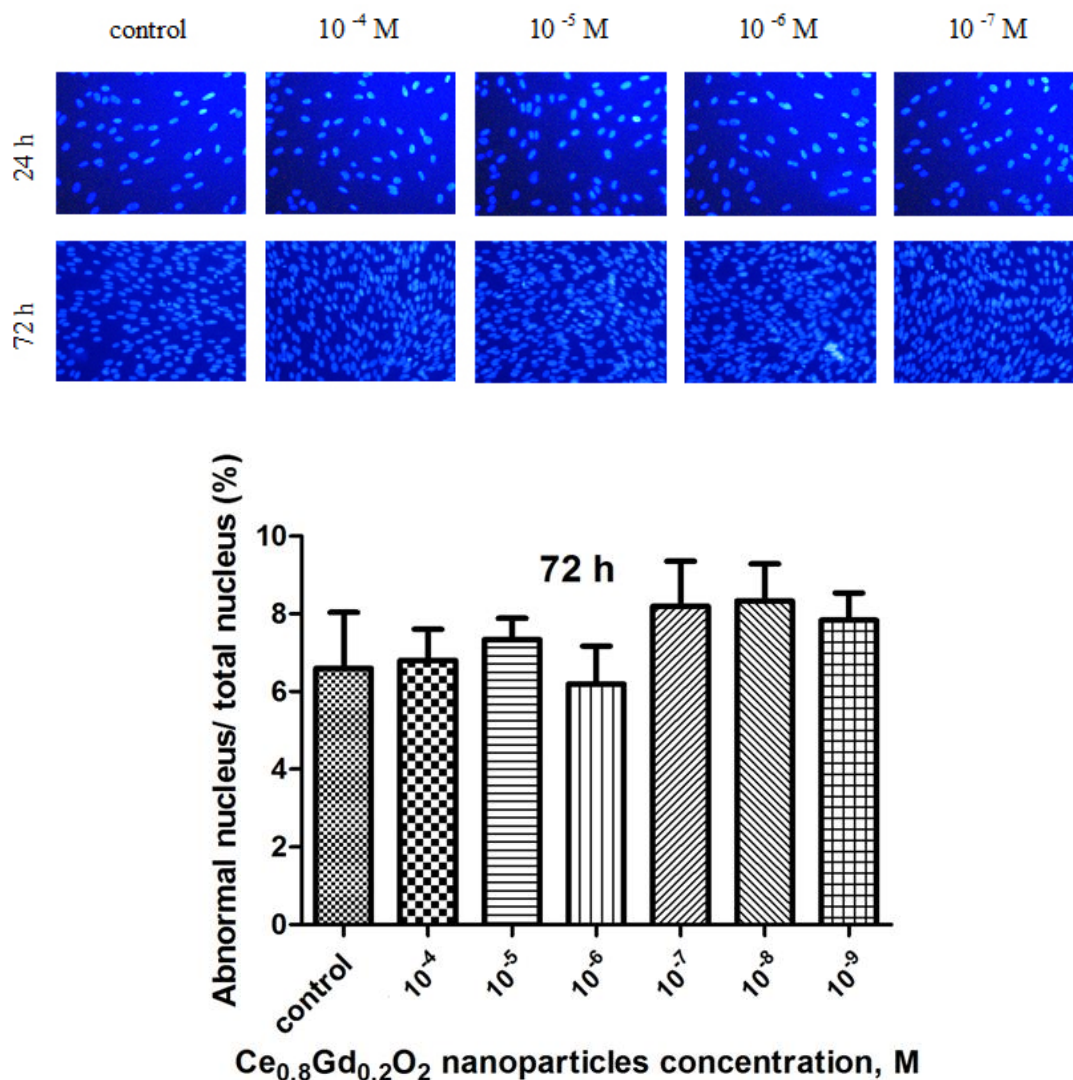 control 10⁻⁴ M 10⁻⁵ M 10⁻⁶ M 10⁻⁷ M
24 h
72 h
Abnormal nucleus/ total nucleus (%)
72 h
10
8
6
4
2
0
control 10⁻⁴ 10⁻⁵ 10⁻⁶ 10⁻⁷ 10⁻⁸ 10⁻⁹
Ce₀.₈Gd₀.₂O₂ nanoparticles concentration, M